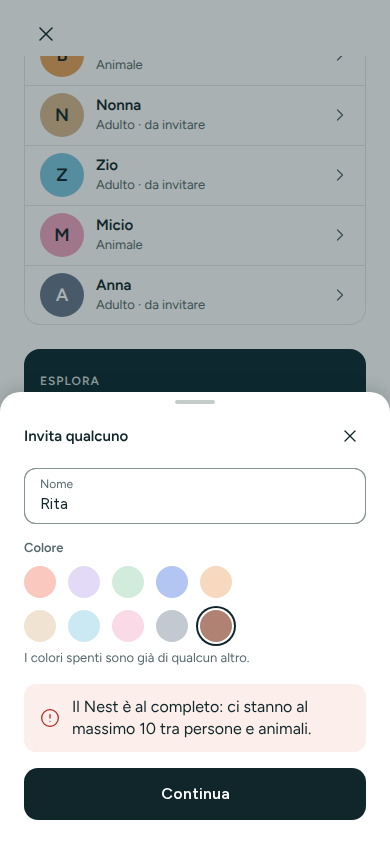 B
Animale
N
Nonna
Adulto · da invitare
Z
Zio
Adulto · da invitare
M
Micio
Animale
A
Anna
Adulto · da invitare
ESPLORA
Invita qualcuno
Nome
Rita
Colore
I colori spenti sono già di qualcun altro.
Il Nest è al completo: ci stanno al
massimo 10 tra persone e animali.
Continua